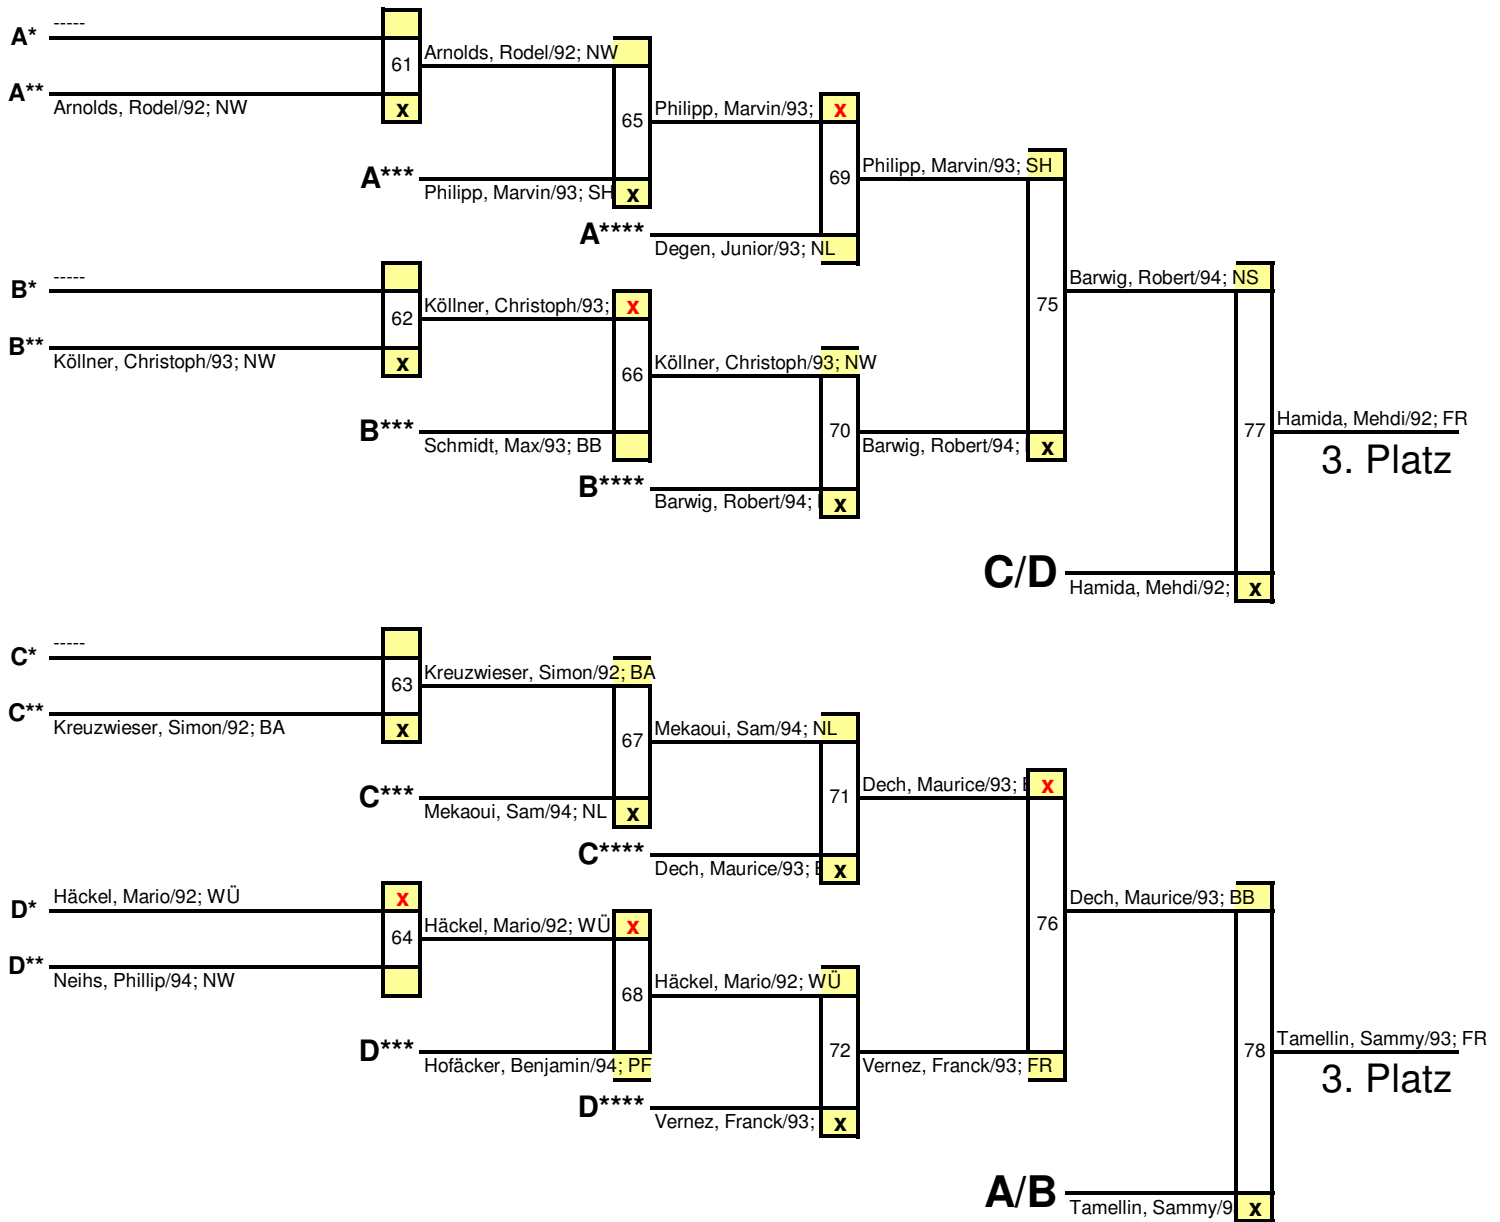 A* -----
61
Arnolds, Rodel/92; NW
A** Arnolds, Rodel/92; NW
x
65
Philipp, Marvin/93;
x
A***
Philipp, Marvin/93; SH
x
69
Philipp, Marvin/93; SH
A****
Degen, Junior/93; NL
B* -----
62
Köllner, Christoph/93;
x
B** Köllner, Christoph/93; NW
x
66
Köllner, Christoph/93; NW
75
Barwig, Robert/94; NS
B***
Schmidt, Max/93; BB
70
Barwig, Robert/94;
x
B****
Barwig, Robert/94;
x
77
Hamida, Mehdi/92; FR
3. Platz
C/D
Hamida, Mehdi/92;
x
C* -----
63
Kreuzwieser, Simon/92; BA
C** Kreuzwieser, Simon/92; BA
x
67
Mekaoui, Sam/94; NL
C***
Mekaoui, Sam/94; NL
x
71
Dech, Maurice/93;
x
C****
Dech, Maurice/93;
x
D* Häckel, Mario/92; WÜ
x
64
Häckel, Mario/92; WÜ
x
D** Neihs, Phillip/94; NW
68
Häckel, Mario/92; WÜ
76
Dech, Maurice/93; BB
D***
Hofäcker, Benjamin/94; PF
72
Vernez, Franck/93; FR
D****
Vernez, Franck/93;
x
78
Tamellin, Sammy/93; FR
3. Platz
A/B
Tamellin, Sammy/9
x